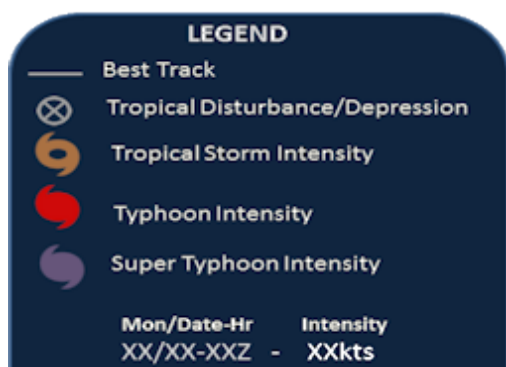 LEGEND
Best Track
Tropical Disturbance/Depression
Tropical Storm Intensity
Typhoon Intensity
Super Typhoon Intensity
Mon/Date-Hr Intensity
XX/XX-XXZ - XXkts